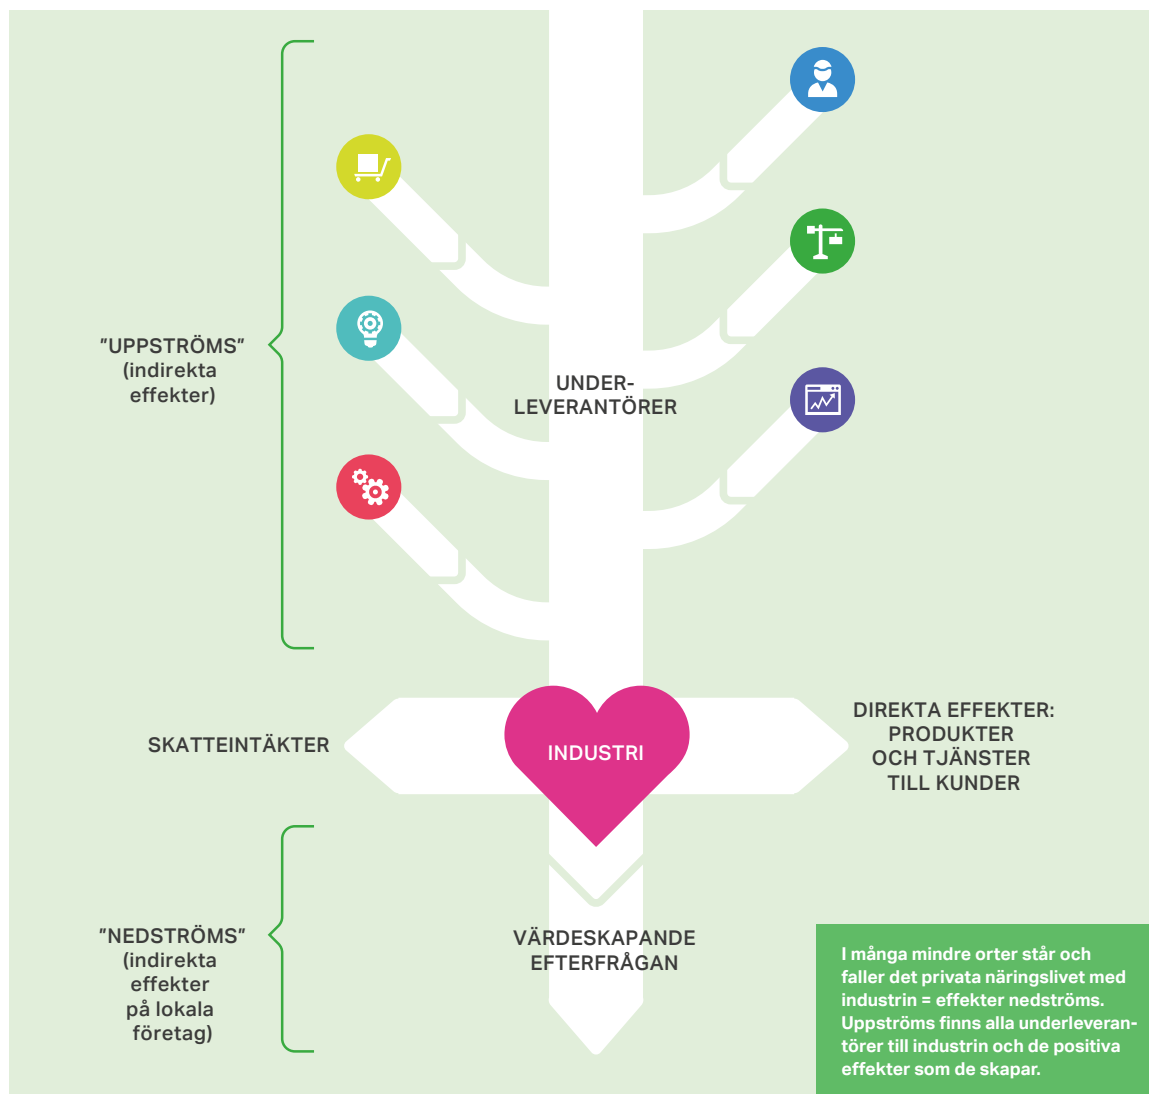 ”UPPSTRÖMS”
(indirekta
effekter)
UNDER-
LEVERANTÖRER
SKATTEINTÄKTER
INDUSTRI
DIREKTA EFFEKTER:
PRODUKTER
OCH TJÄNSTER
TILL KUNDER
”NEDSTRÖMS”
(indirekta
effekter
på lokala
företag)
VÄRDESKAPANDE
EFTERFRÅGAN
I många mindre orter står och
faller det privata näringslivet med
industrin = effekter nedströms.
Uppströms finns alla underleveran-
törer till industrin och de positiva
effekter som de skapar.